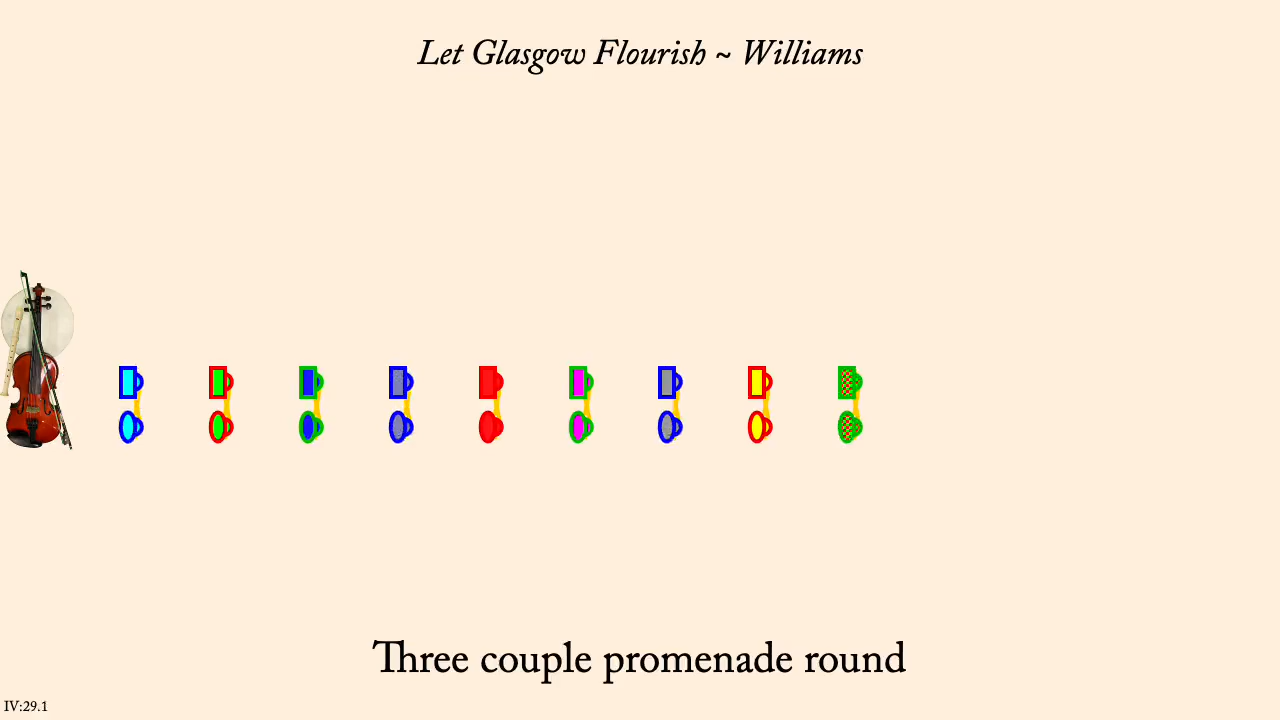 Let Glasgow Flourish ~ Williams
Three couple promenade round
IV:29.1